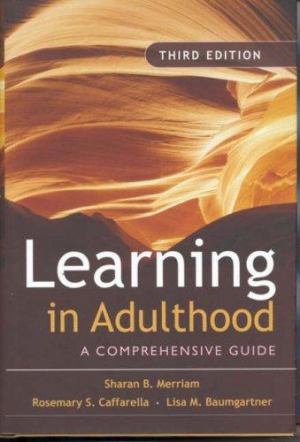 THIRD EDITION
Learning
in Adulthood
A COMPREHENSIVE GUIDE
Sharan B. Merriam
Rosemary S. Caffarella • Lisa M. Baumgartner